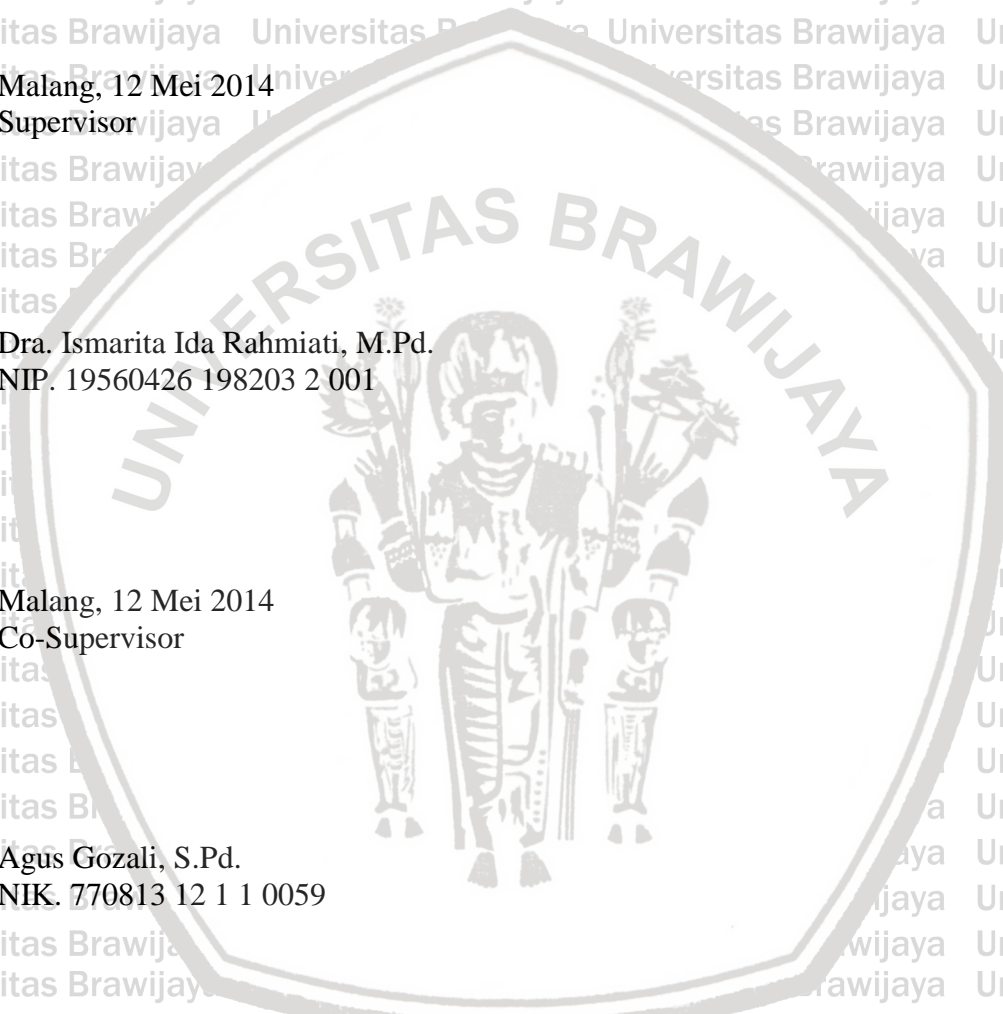 Malang, 12 Mei 2014
Supervisor
Dra. Ismarita Ida Rahmiati, M.Pd.
NIP. 19560426 198203 2 001
Malang, 12 Mei 2014
Co-Supervisor
Agus Gozali, S.Pd.
NIK. 770813 12 1 1 0059
UNIVERSITAS BRAWIJAYA